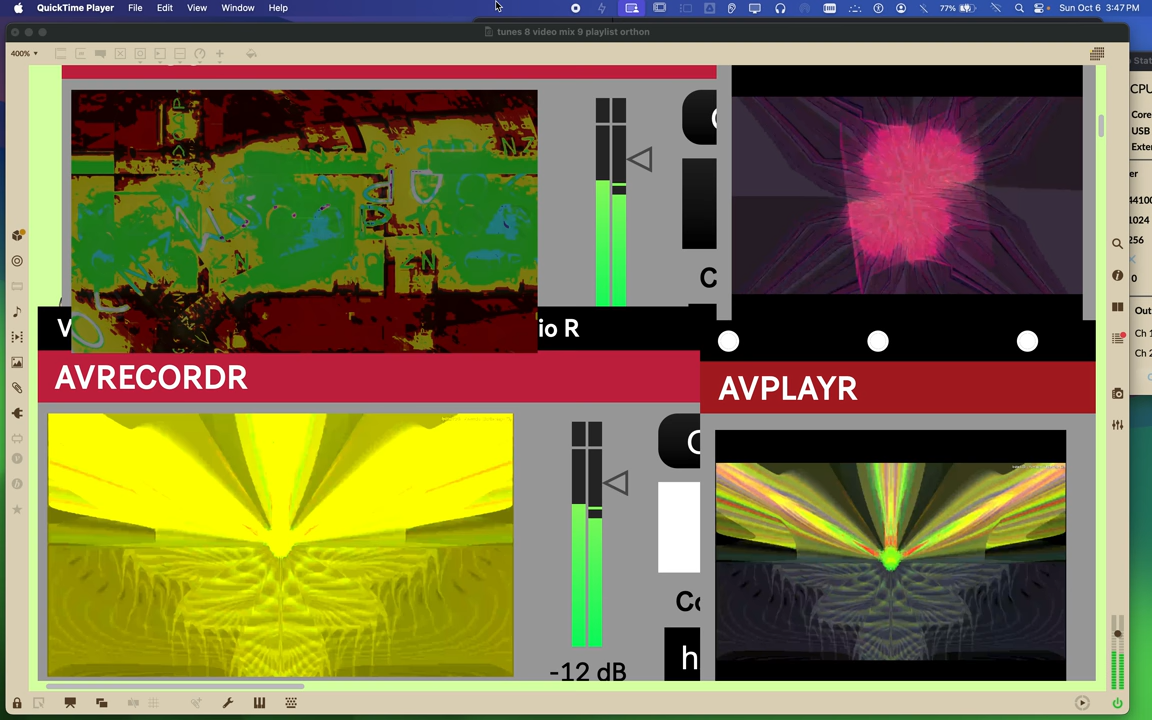 QuickTime Player File Edit View Window Help 77% Sun Oct 6 3:47 PM
tunes 8 video mix 9 playlist orthon
400%
Stat
CPU
Core
USB
Exter
er
44100
1024
256
0
Out
Ch 1
Ch 2
C
V
io R
AVRECORDR
AVPLAYR
C
Co
h
-12 dB